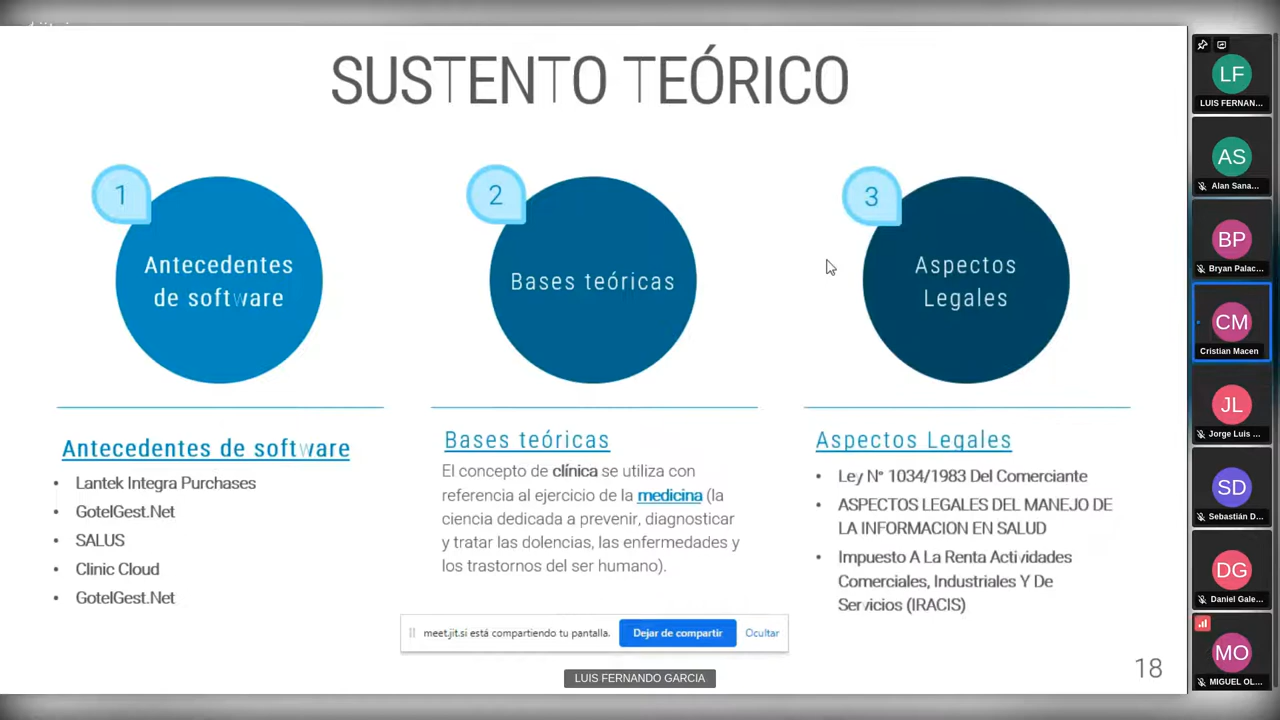 SUSTENTO TEÓRICO
1
Antecedentes
de software
2
Bases teóricas
3
Aspectos
Legales
Antecedentes de software
• Lantek Integra Purchases
• GotelGest.Net
• SALUS
• Clinic Cloud
• GotelGest.Net
Bases teóricas
El concepto de clínica se utiliza con
referencia al ejercicio de la medicina (la
ciencia dedicada a prevenir, diagnosticar
y tratar las dolencias, las enfermedades y
los trastornos del ser humano).
Aspectos Legales
• Ley N° 1034/1983 Del Comerciante
• ASPECTOS LEGALES DEL MANEJO DE
LA INFORMACION EN SALUD
• Impuesto A La Renta Actividades
Comerciales, Industriales Y De
Servicios (IRACIS)
meet.jit.si está compartiendo tu pantalla.
Dejar de compartir
Ocultar
18
LUIS FERNANDO GARCIA
LF
LUIS FERNAN...
AS
Alan Sana...
BP
Bryan Palac...
CM
Cristian Macen
JL
Jorge Luis ...
SD
Sebastián D...
DG
Daniel Gale...
MO
MIGUEL OL...